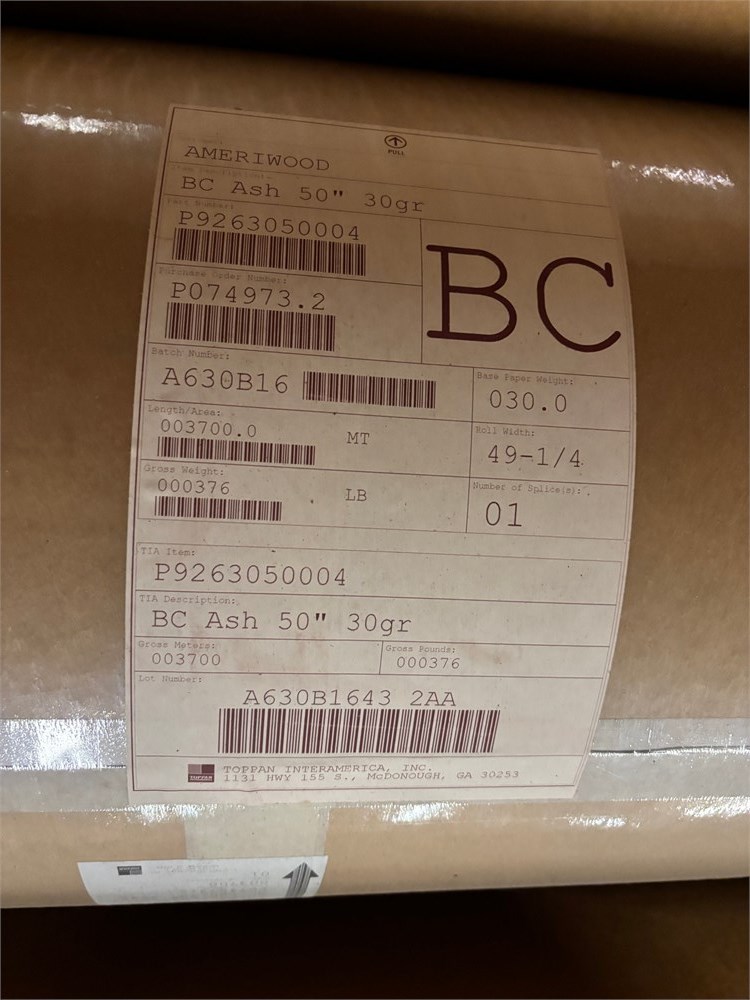 PULL
AMERIWOOD
BC Ash 50" 30gr
Part Number:
P9263050004
BC
Purchase Order Number:
P074973.2
Batch Number:
A630B16
Base Paper Weight:
030.0
Length/Area:
003700.0 MT
Roll Width:
49-1/4
Gross Weight:
000376 LB
Number of Splice(s):
01
TIA Item:
P9263050004
TIA Description:
BC Ash 50" 30gr
Gross Meters:
003700
Gross Pounds:
000376
Lot Number:
A630B1643 2AA
TOPPAN
TOPPAN INTERAMERICA, INC.
1131 HWY 155 S., McDONOUGH, GA 30253